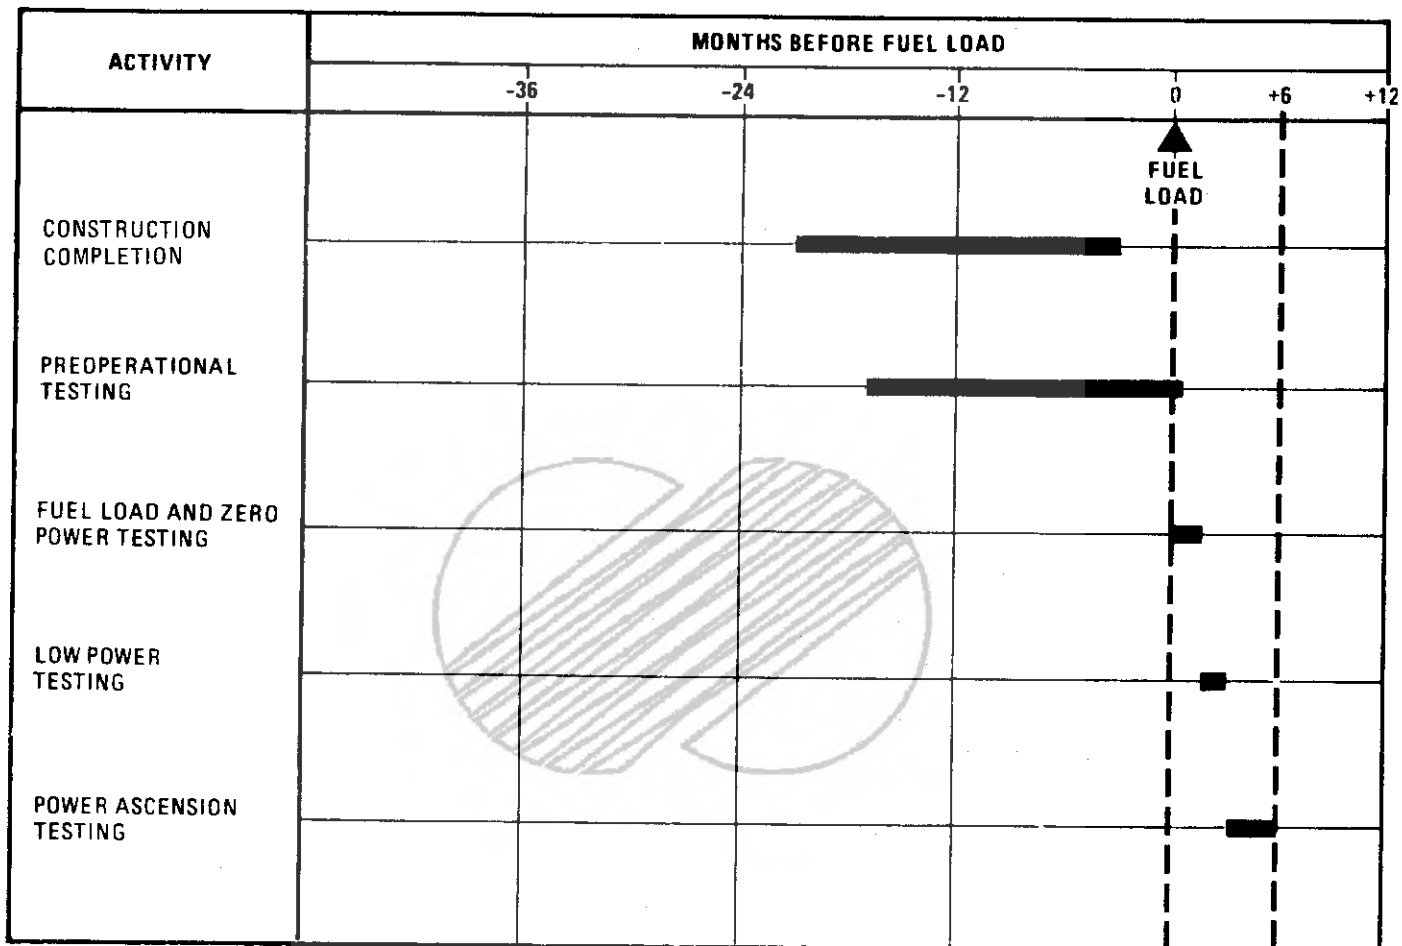 ACTIVITY
MONTHS BEFORE FUEL LOAD
-36 -24 -12 0 +6 +12
FUEL
LOAD
CONSTRUCTION
COMPLETION
PREOPERATIONAL
TESTING
FUEL LOAD AND ZERO
POWER TESTING
LOW POWER
TESTING
POWER ASCENSION
TESTING